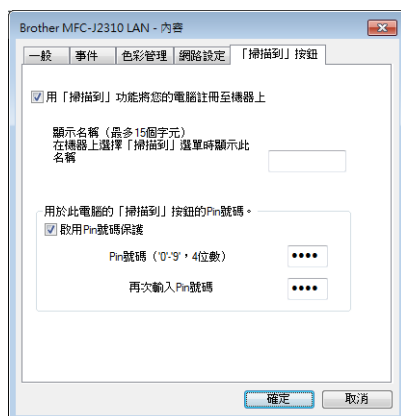 Brother MFC-J2310 LAN - 內容
一般 事件 色彩管理 網路設定 「掃描到」按鈕
用「掃描到」功能將您的電腦註冊至機器上
顯示名稱（最多15個字元）
在機器上選擇「掃描到」選單時顯示此
名稱
用於此電腦的「掃描到」按鈕的Pin號碼。
啟用Pin號碼保護
Pin號碼（'0'-'9'，4位數） ••••
再次輸入Pin號碼 ••••
確定 取消